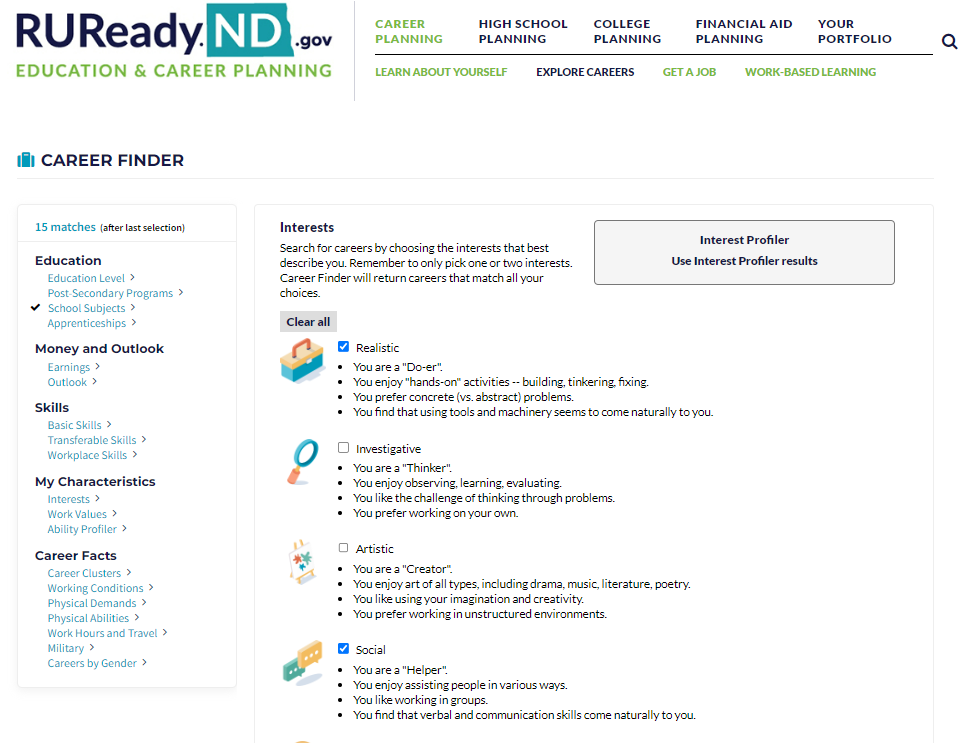 RUReady.ND.gov
EDUCATION & CAREER PLANNING
CAREER PLANNING
HIGH SCHOOL PLANNING
COLLEGE PLANNING
FINANCIAL AID PLANNING
YOUR PORTFOLIO
LEARN ABOUT YOURSELF
EXPLORE CAREERS
GET A JOB
WORK-BASED LEARNING
CAREER FINDER
15 matches (after last selection)
Education
Education Level
Post-Secondary Programs
School Subjects
Apprenticeships
Money and Outlook
Earnings
Outlook
Skills
Basic Skills
Transferable Skills
Workplace Skills
My Characteristics
Interests
Work Values
Ability Profiler
Career Facts
Career Clusters
Working Conditions
Physical Demands
Physical Abilities
Work Hours and Travel
Military
Careers by Gender
Interests
Search for careers by choosing the interests that best
describe you. Remember to only pick one or two interests.
Career Finder will return careers that match all your
choices.
Interest Profiler
Use Interest Profiler results
Clear all
Realistic
You are a "Do-er".
You enjoy "hands-on" activities -- building, tinkering, fixing.
You prefer concrete (vs. abstract) problems.
You find that using tools and machinery seems to come naturally to you.
Investigative
You are a "Thinker".
You enjoy observing, learning, evaluating.
You like the challenge of thinking through problems.
You prefer working on your own.
Artistic
You are a "Creator".
You enjoy art of all types, including drama, music, literature, poetry.
You like using your imagination and creativity.
You prefer working in unstructured environments.
Social
You are a "Helper".
You enjoy assisting people in various ways.
You like working in groups.
You find that verbal and communication skills come naturally to you.